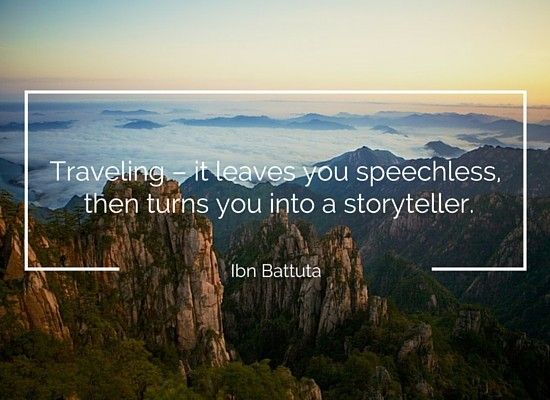 Traveling – it leaves you speechless,
then turns you into a storyteller.
Ibn Battuta